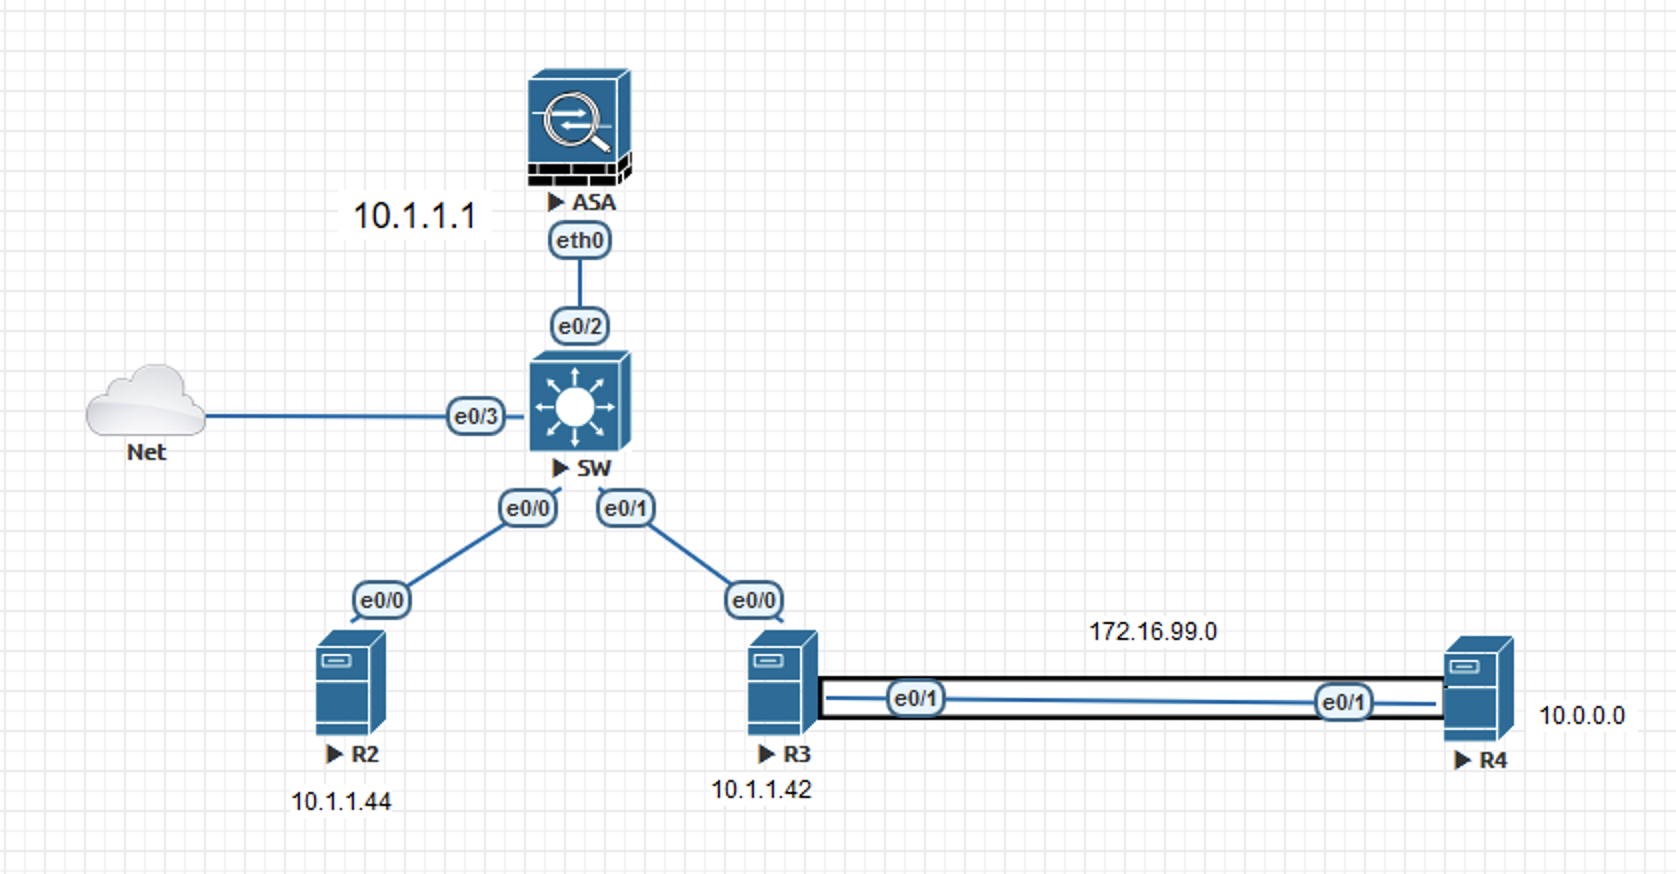 ASA
10.1.1.1
eth0
e0/2
e0/3
Net
SW
e0/0
e0/1
e0/0
e0/0
172.16.99.0
e0/1
e0/1
10.0.0.0
R2
R3
R4
10.1.1.44
10.1.1.42